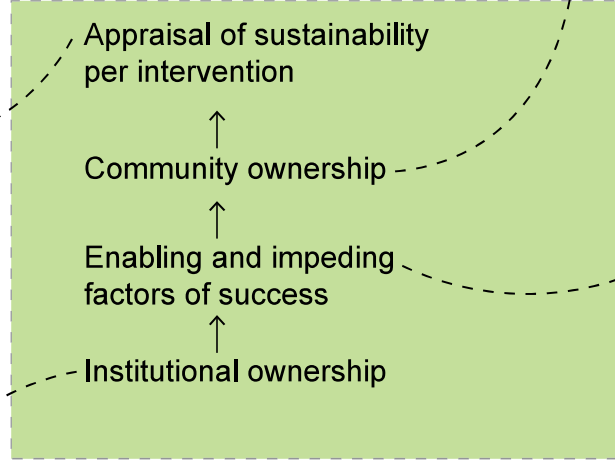 Appraisal of sustainability
per intervention
Community ownership
Enabling and impeding
factors of success
Institutional ownership